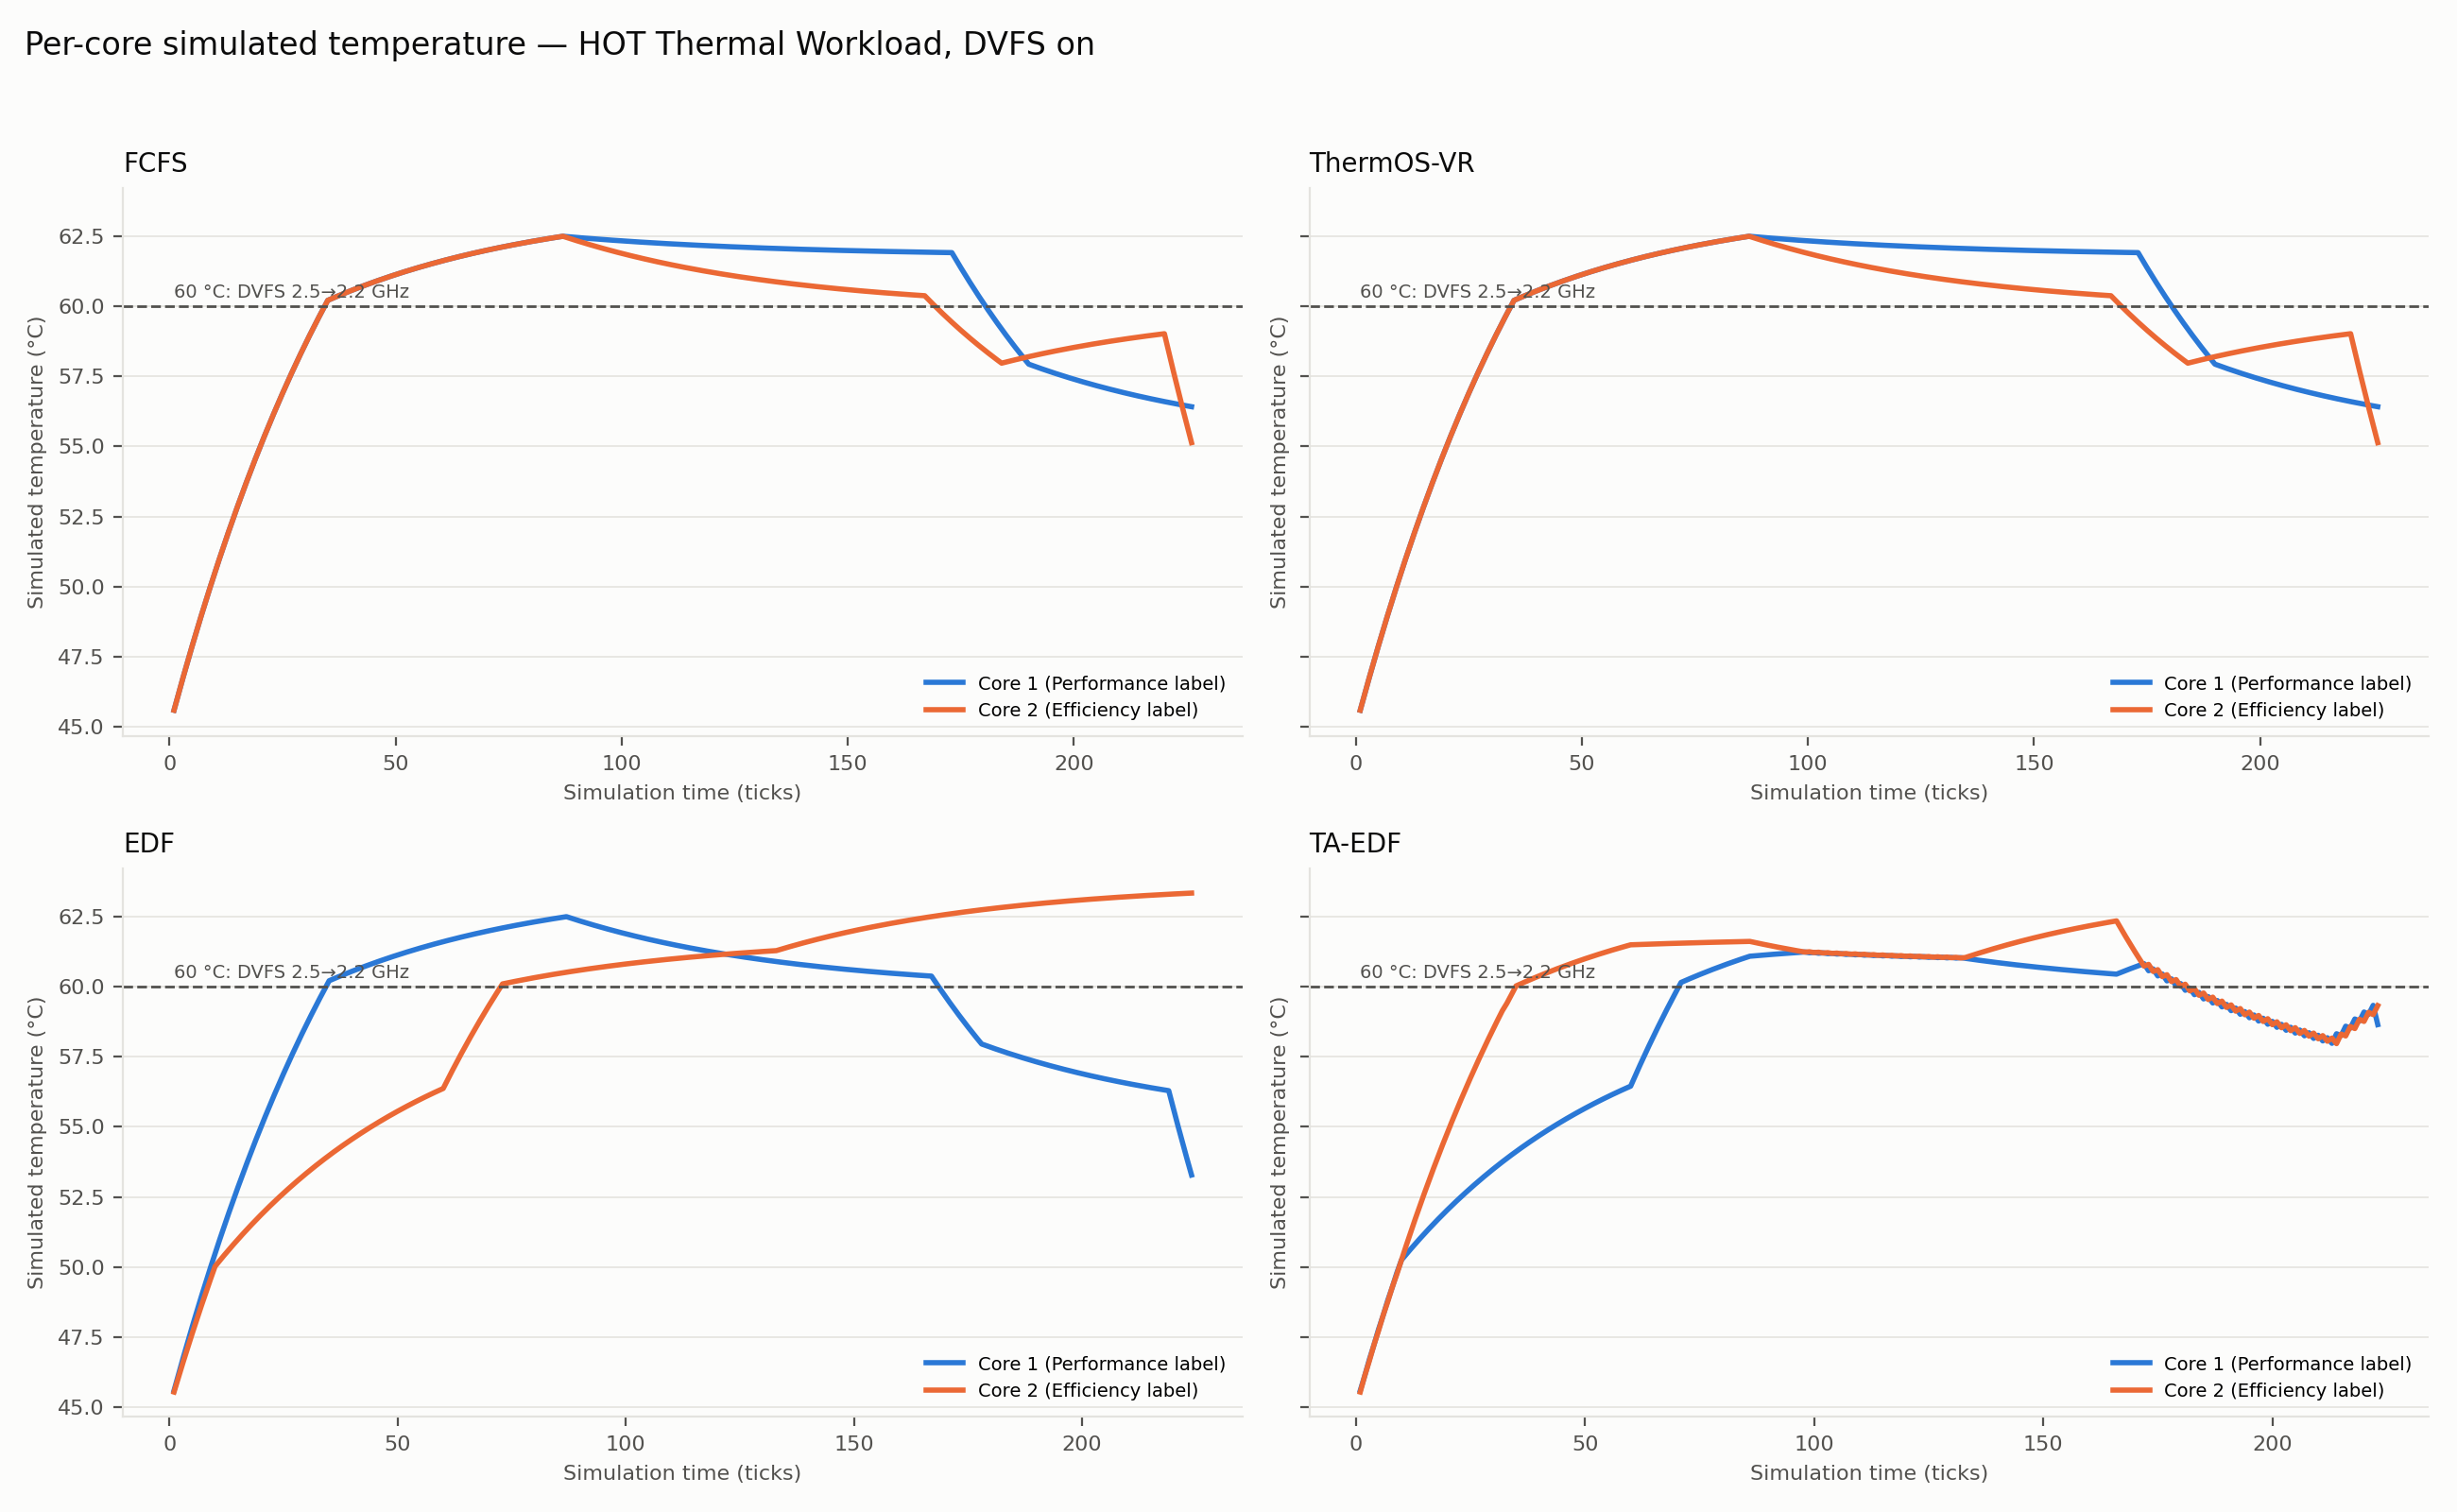 Per-core simulated temperature — HOT Thermal Workload, DVFS on
FCFS
Simulated temperature (°C)
62.5
60.0
57.5
55.0
52.5
50.0
47.5
45.0
60 °C: DVFS 2.5→2.2 GHz
Core 1 (Performance label)
Core 2 (Efficiency label)
0 50 100 150 200
Simulation time (ticks)
ThermOS-VR
Simulated temperature (°C)
60 °C: DVFS 2.5→2.2 GHz
Core 1 (Performance label)
Core 2 (Efficiency label)
0 50 100 150 200
Simulation time (ticks)
EDF
Simulated temperature (°C)
62.5
60.0
57.5
55.0
52.5
50.0
47.5
45.0
60 °C: DVFS 2.5→2.2 GHz
Core 1 (Performance label)
Core 2 (Efficiency label)
0 50 100 150 200
Simulation time (ticks)
TA-EDF
Simulated temperature (°C)
60 °C: DVFS 2.5→2.2 GHz
Core 1 (Performance label)
Core 2 (Efficiency label)
0 50 100 150 200
Simulation time (ticks)